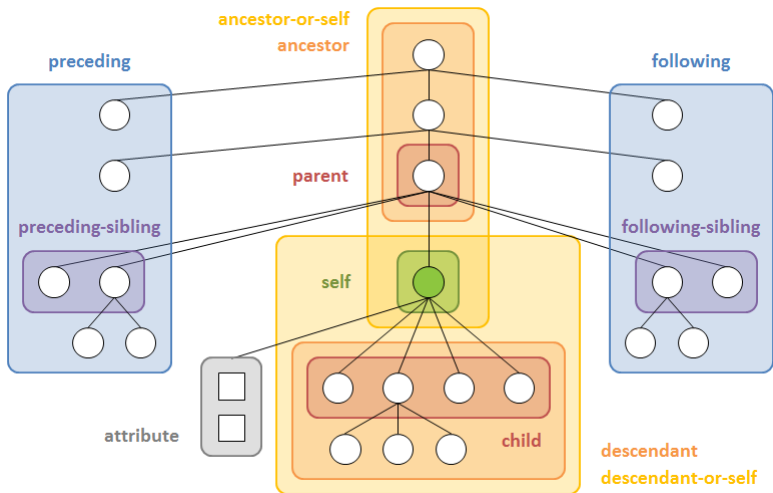 ancestor-or-self
ancestor
preceding
following
parent
preceding-sibling
following-sibling
self
attribute
child
descendant
descendant-or-self